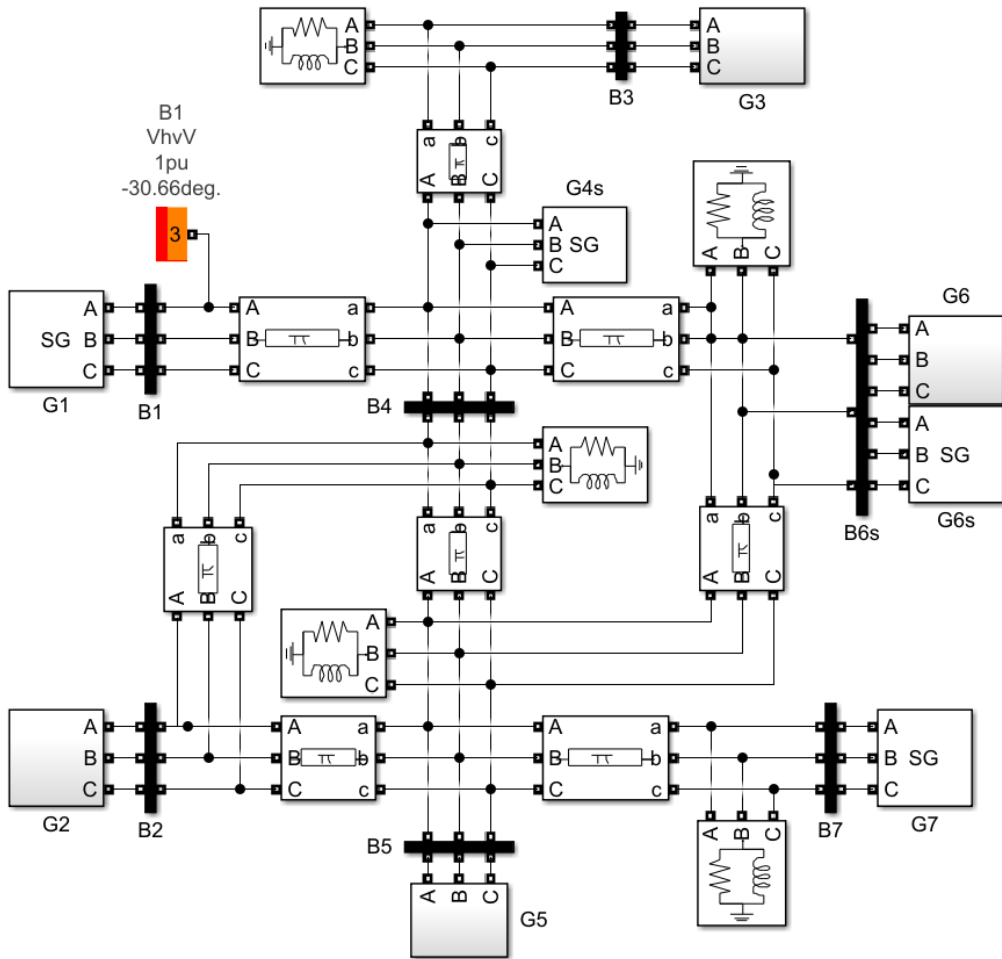 A A A
B B B
C C C
B3 G3
B1
VhvV
1pu
-30.66deg.
a b c
A B C
G4s
A
B SG
C
3
A B C
G6
A A a A a A
SG B B b B b B
C C c C c C
G1 B1 B4
A
B SG
C
A
B
C
B6s G6s
a b c a b c a b c
A B C A B C A B C
A
B
C
A A a A a A
B B b B b B SG
C C c C c C
G2 B2 B7 G7
A B C
B5
A B C
G5